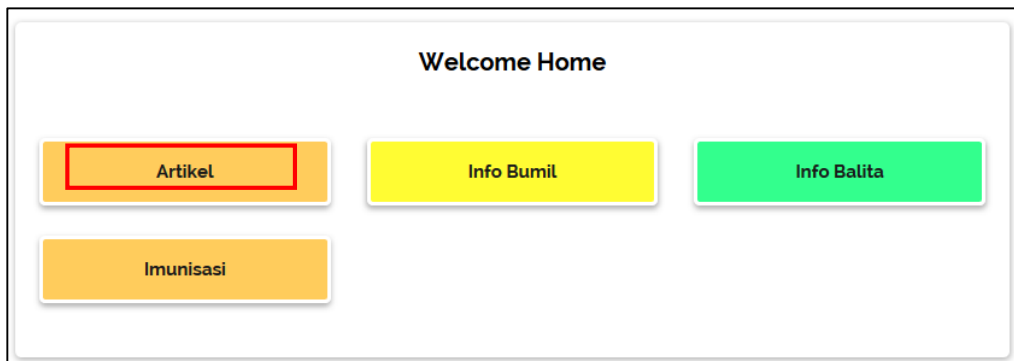 Welcome Home
Artikel
Info Bumil
Info Balita
Imunisasi